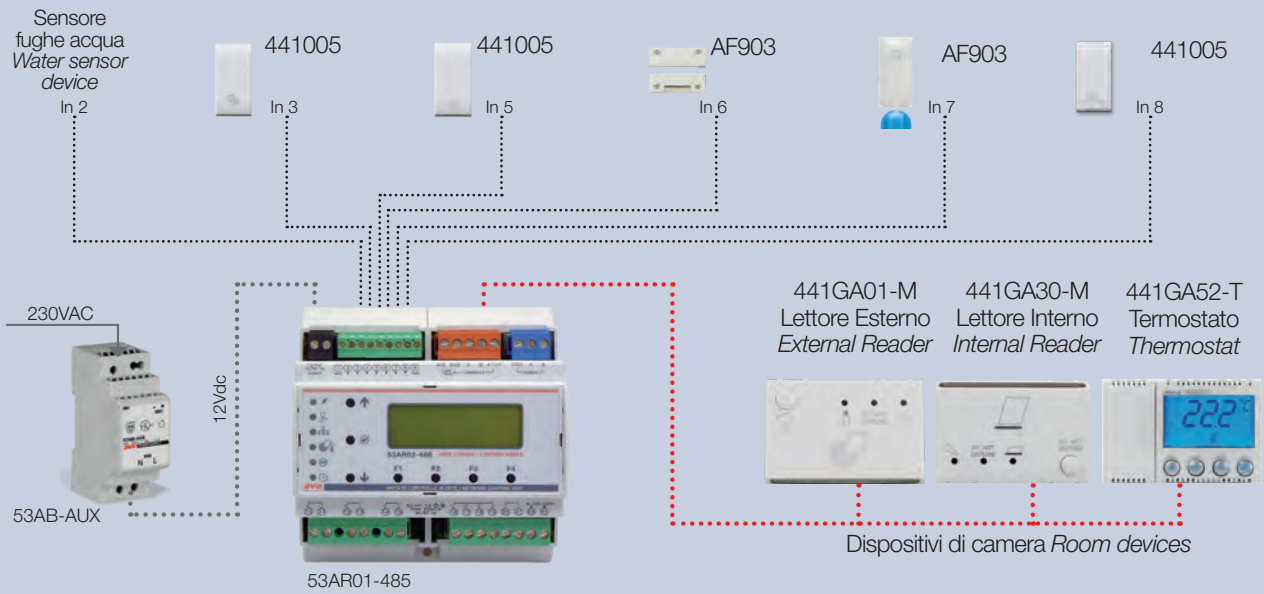 Sensore
fughe acqua
Water sensor
device
In 2
441005
In 3
441005
In 5
AF903
In 6
AF903
In 7
441005
In 8
230VAC
12Vdc
53AB-AUX
N L
53AR02-485
F1 F2 F3 F4
53AR01-485
441GA01-M
Lettore Esterno
External Reader
441GA30-M
Lettore Interno
Internal Reader
441GA52-T
Termostato
Thermostat
22.2 °C
Dispositivi di camera Room devices